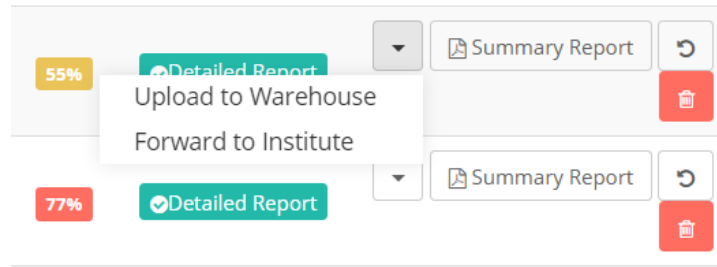 55%
Detailed Report
Summary Report
Upload to Warehouse
Forward to Institute
77%
Detailed Report
Summary Report